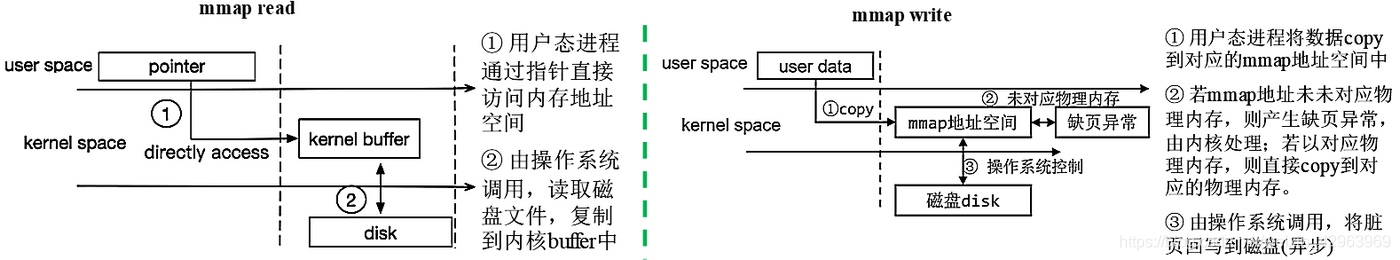 mmap read
user space
pointer
①
directly access
kernel space
kernel buffer
②
disk
① 用户态进程
通过指针直接
访问内存地址
空间
② 由操作系统
调用，读取磁
盘文件，复制
到内核buffer中
mmap write
user space
user data
①copy
② 未对应物理内存
kernel space
mmap地址空间
缺页异常
③ 操作系统控制
磁盘disk
① 用户态进程将数据copy
到对应的mmap地址空间中
② 若mmap地址未未对应物
理内存，则产生缺页异常，
由内核处理；若以对应物
理内存，则直接copy到对
应的物理内存。
③ 由操作系统调用，将脏
页回写到磁盘(异步)